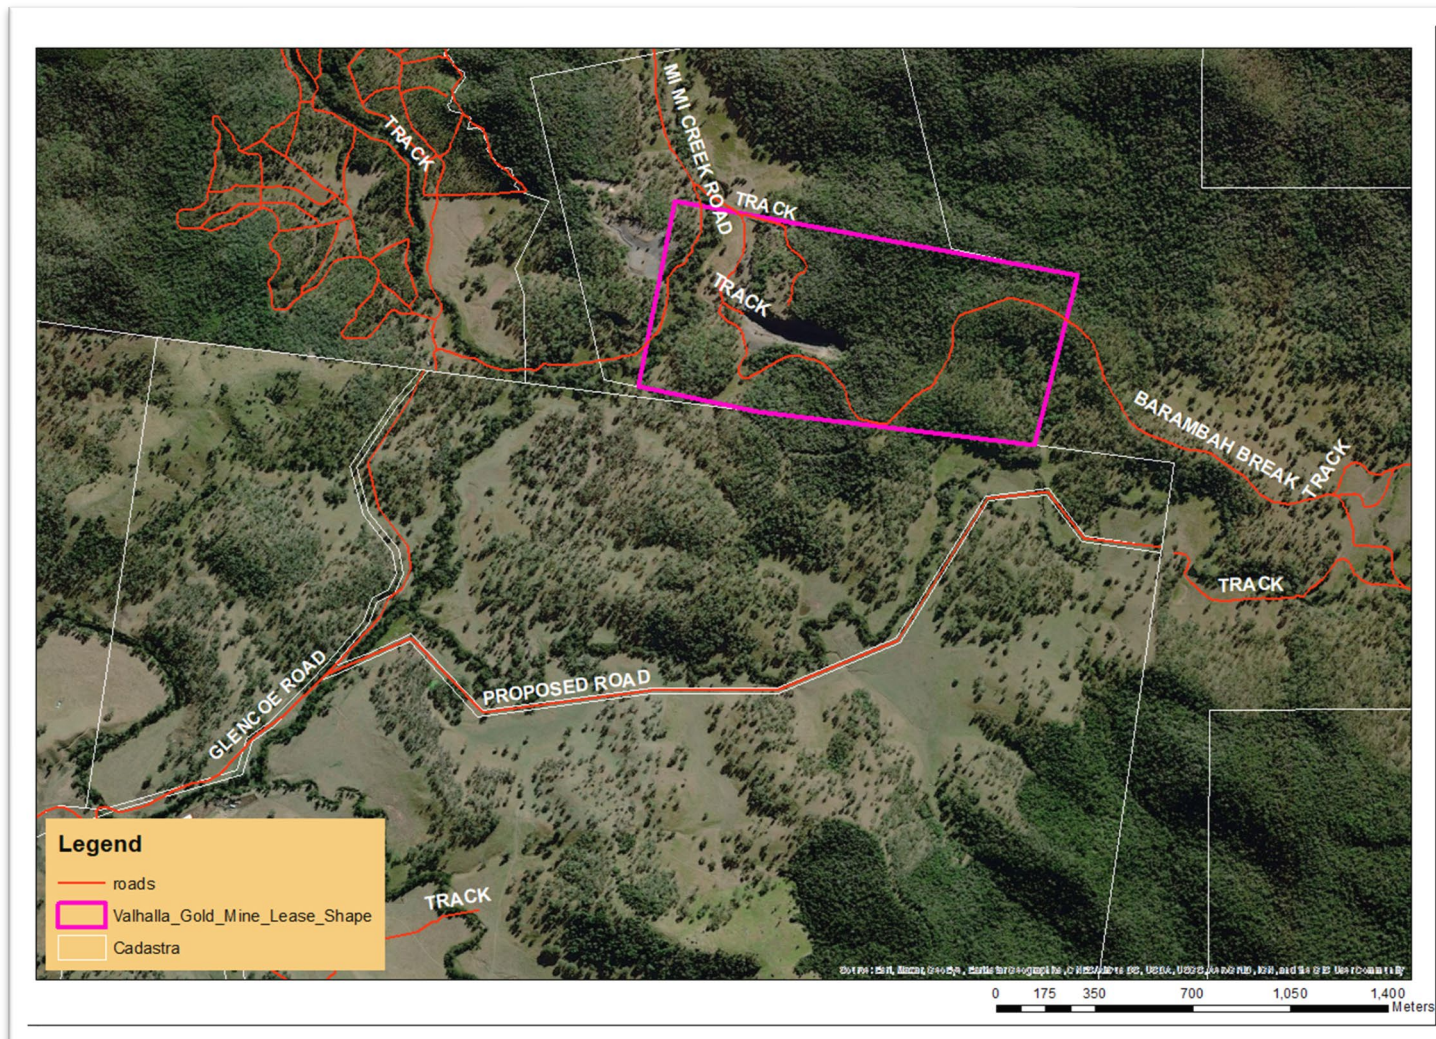 TRACK
MI MI CREEK ROAD
TRACK
TRACK
BARAMBAH BREAK
TRACK
TRACK
GLENCOE ROAD
PROPOSED ROAD
TRACK
Legend
roads
Valhalla_Gold_Mine_Lease_Shape
Cadastra
0 175 350 700 1,050 1,400
Meters